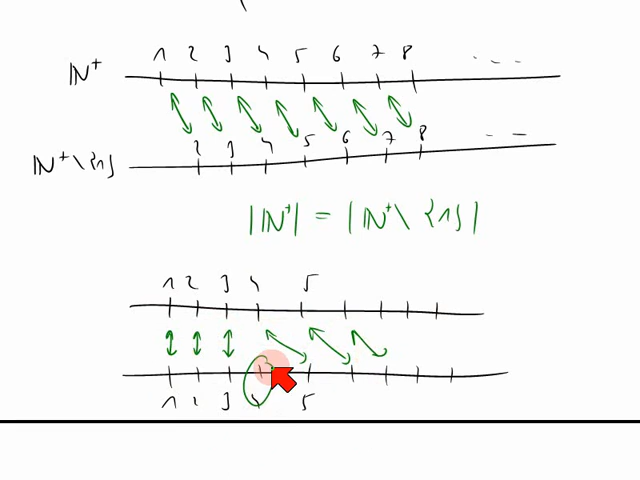 1 2 3 4 5 6 7 8 ...
ℕ⁺
2 3 4 5 6 7 8 ...
ℕ⁺\{1}
|ℕ⁺| = |ℕ⁺\ {1}|
1 2 3 4 5
1 2 3 4 5